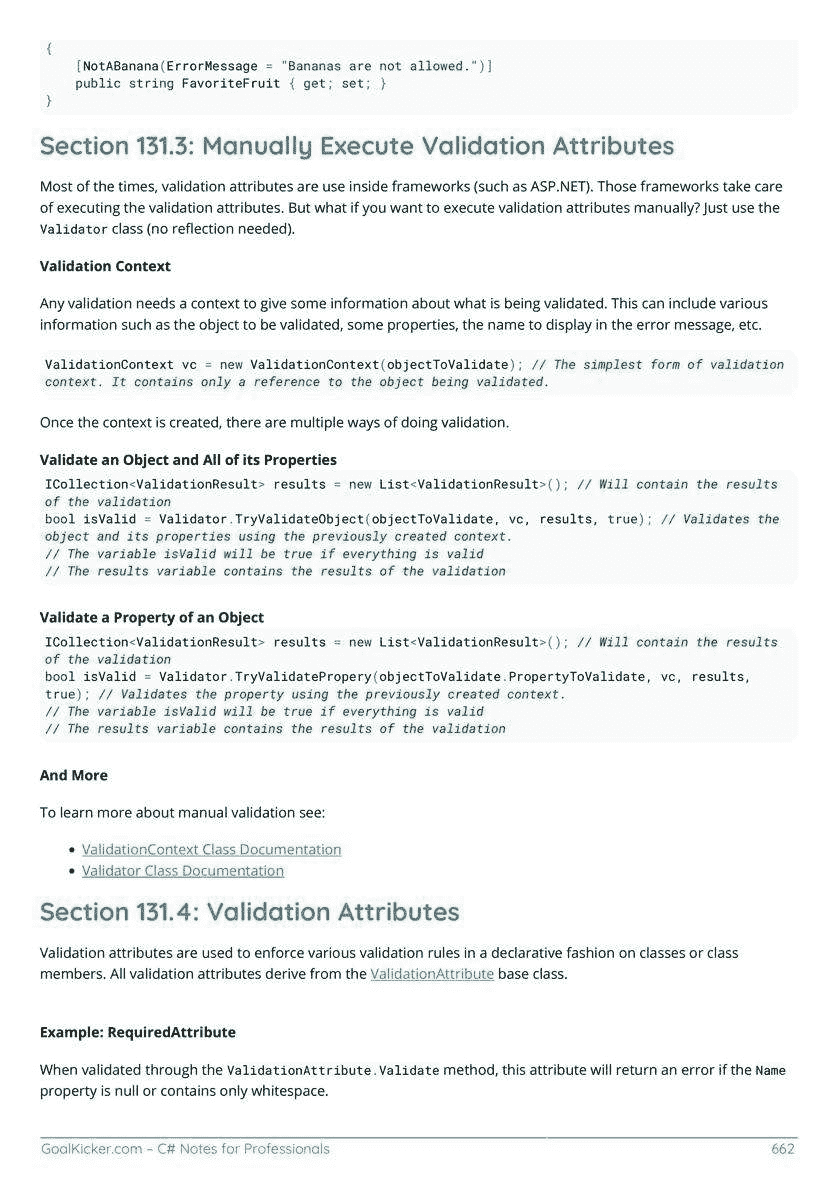 {
    [NotABanana(ErrorMessage = "Bananas are not allowed.")]
    public string FavoriteFruit { get; set; }
}
Section 131.3: Manually Execute Validation Attributes
Most of the times, validation attributes are use inside frameworks (such as ASP.NET). Those frameworks take care
of executing the validation attributes. But what if you want to execute validation attributes manually? Just use the
Validator class (no reflection needed).
Validation Context
Any validation needs a context to give some information about what is being validated. This can include various
information such as the object to be validated, some properties, the name to display in the error message, etc.
ValidationContext vc = new ValidationContext(objectToValidate); // The simplest form of validation
context. It contains only a reference to the object being validated.
Once the context is created, there are multiple ways of doing validation.
Validate an Object and All of its Properties
ICollection<ValidationResult> results = new List<ValidationResult>(); // Will contain the results
of the validation
bool isValid = Validator.TryValidateObject(objectToValidate, vc, results, true); // Validates the
object and its properties using the previously created context.
// The variable isValid will be true if everything is valid
// The results variable contains the results of the validation
Validate a Property of an Object
ICollection<ValidationResult> results = new List<ValidationResult>(); // Will contain the results
of the validation
bool isValid = Validator.TryValidatePropery(objectToValidate.PropertyToValidate, vc, results,
true); // Validates the property using the previously created context.
// The variable isValid will be true if everything is valid
// The results variable contains the results of the validation
And More
To learn more about manual validation see:
• ValidationContext Class Documentation
• Validator Class Documentation
Section 131.4: Validation Attributes
Validation attributes are used to enforce various validation rules in a declarative fashion on classes or class
members. All validation attributes derive from the ValidationAttribute base class.
Example: RequiredAttribute
When validated through the ValidationAttribute.Validate method, this attribute will return an error if the Name
property is null or contains only whitespace.
GoalKicker.com – C# Notes for Professionals
662